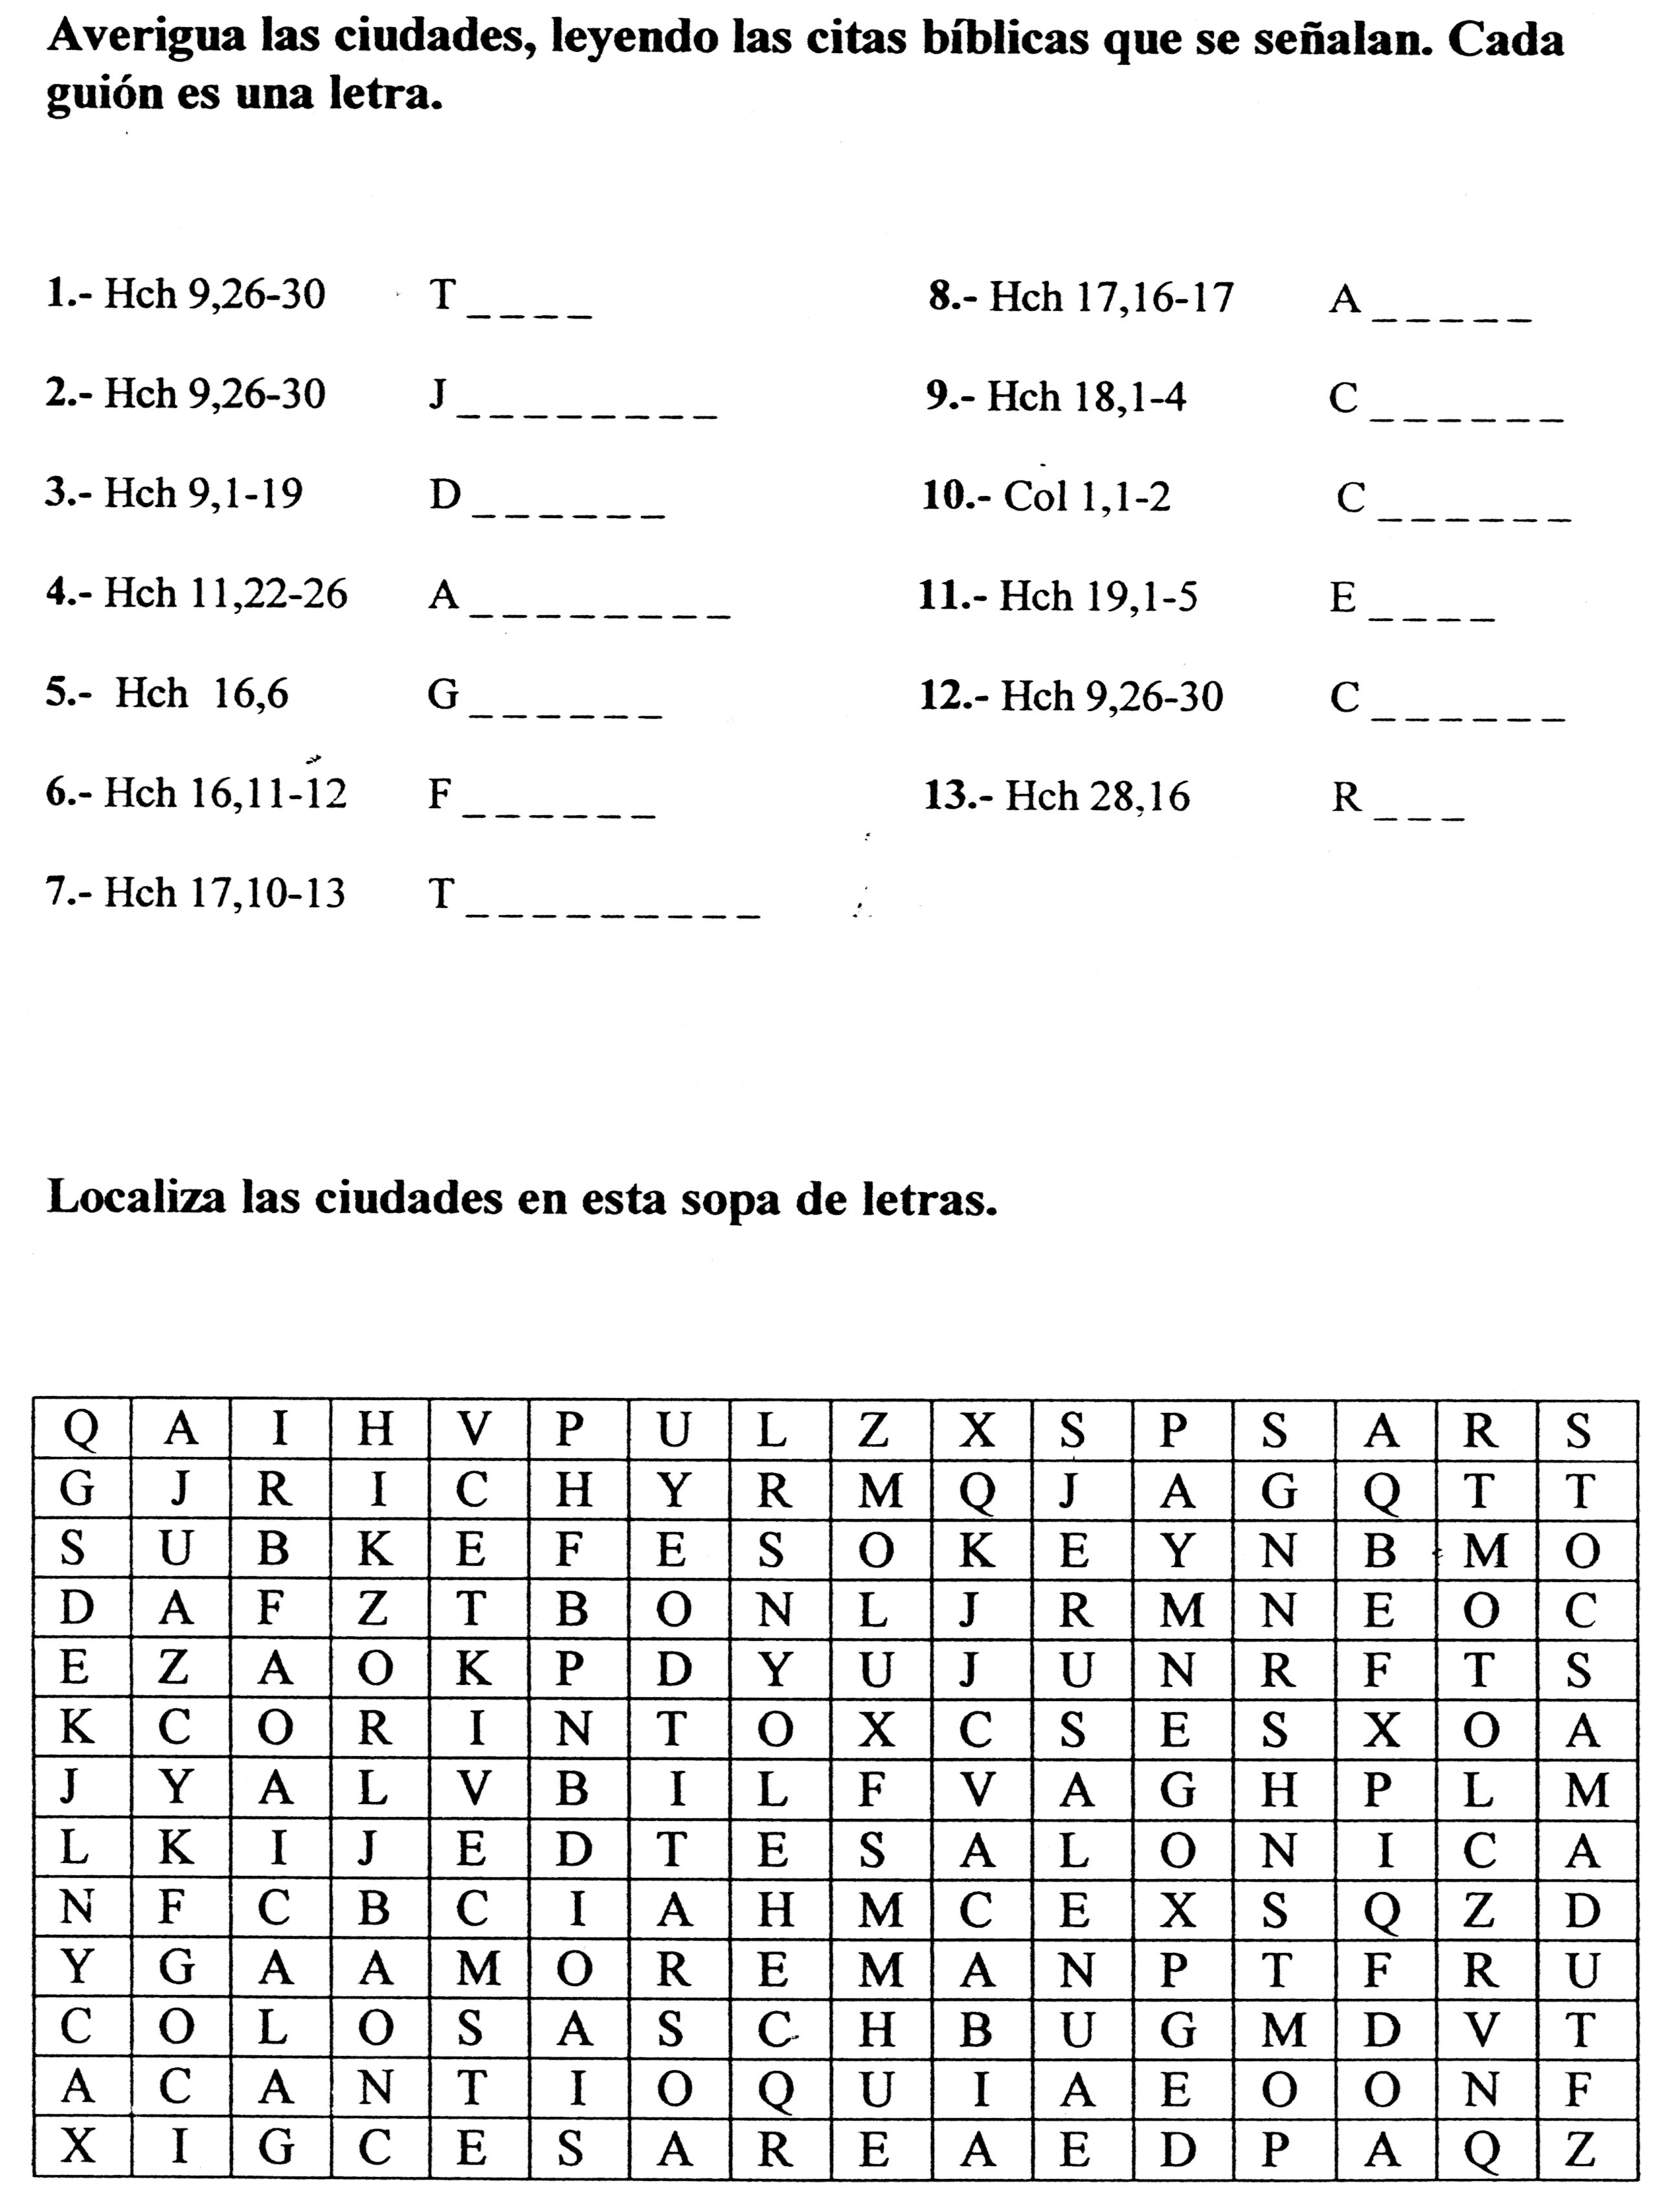 Averigua las ciudades, leyendo las citas bíblicas que se señalan. Cada
guión es una letra.
1.- Hch 9,26-30 T _ _ _ _
2.- Hch 9,26-30 J _ _ _ _ _ _ _ _
3.- Hch 9,1-19 D _ _ _ _ _ _
4.- Hch 11,22-26 A _ _ _ _ _ _ _ _
5.- Hch 16,6 G _ _ _ _ _ _
6.- Hch 16,11-12 F _ _ _ _ _ _
7.- Hch 17,10-13 T _ _ _ _ _ _ _ _ _
8.- Hch 17,16-17 A _ _ _ _ _
9.- Hch 18,1-4 C _ _ _ _ _ _
10.- Col 1,1-2 C _ _ _ _ _ _
11.- Hch 19,1-5 E _ _ _ _
12.- Hch 9,26-30 C _ _ _ _ _ _
13.- Hch 28,16 R _ _ _
Localiza las ciudades en esta sopa de letras.
Q A I H V P U L Z X S P S A R S
G J R I C H Y R M Q J A G Q T T
S U B K E F E S O K E Y N B M O
D A F Z T B O N L J R M N E O C
E Z A O K P D Y U J U N R F T S
K C O R I N T O X C S E S X O A
J Y A L V B I L F V A G H P L M
L K I J E D T E S A L O N I C A
N F C B C I A H M C E X S Q Z D
Y G A A M O R E M A N P T F R U
C O L O S A S C H B U G M D V T
A C A N T I O Q U I A E O O N F
X I G C E S A R E A E D P A Q Z